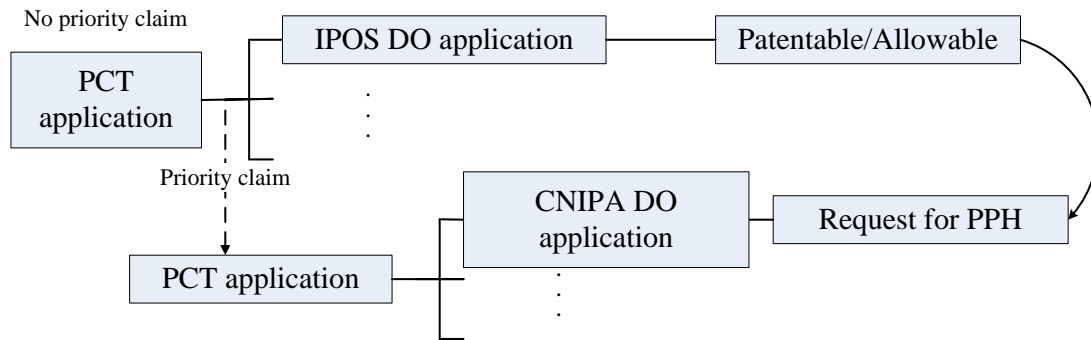 No priority claim
PCT
application
IPOS DO application
Patentable/Allowable
Priority claim
PCT application
CNIPA DO
application
Request for PPH